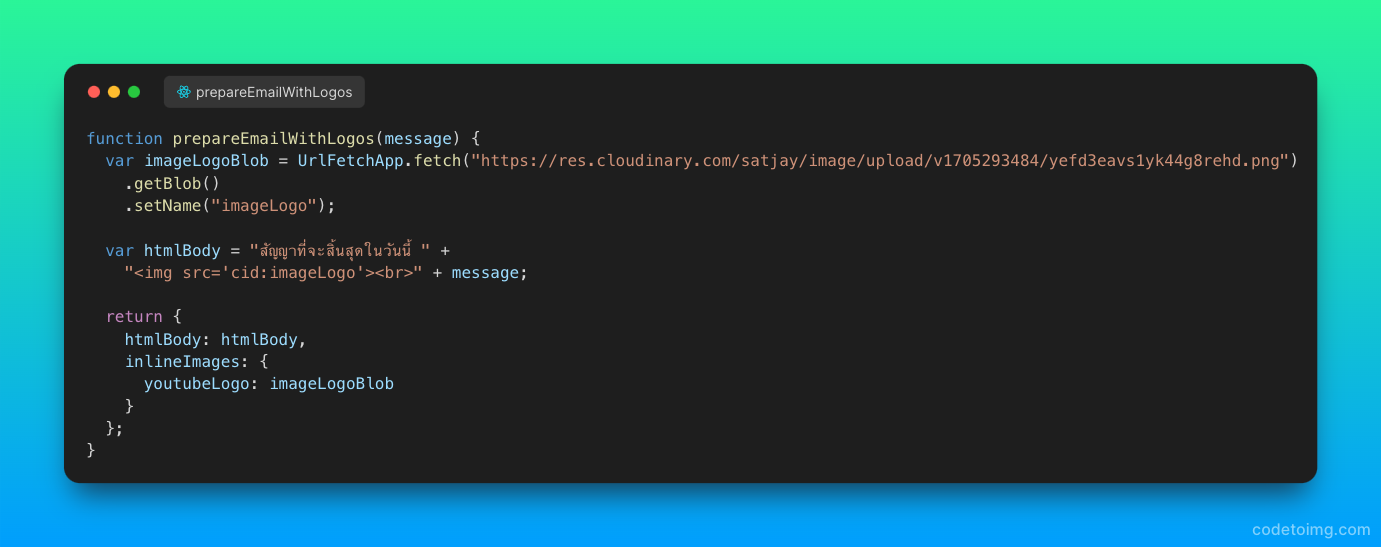 prepareEmailWithLogos
function prepareEmailWithLogos(message) {
  var imageLogoBlob = UrlFetchApp.fetch("https://res.cloudinary.com/satjay/image/upload/v1705293484/yefd3eavs1yk44g8rehd.png")
    .getBlob()
    .setName("imageLogo");
  var htmlBody = "สัญญาที่จะสิ้นสุดในวันนี้ " +
    "<img src='cid:imageLogo'><br>" + message;
  return {
    htmlBody: htmlBody,
    inlineImages: {
      youtubeLogo: imageLogoBlob
    }
  };
}
codetoimg.com